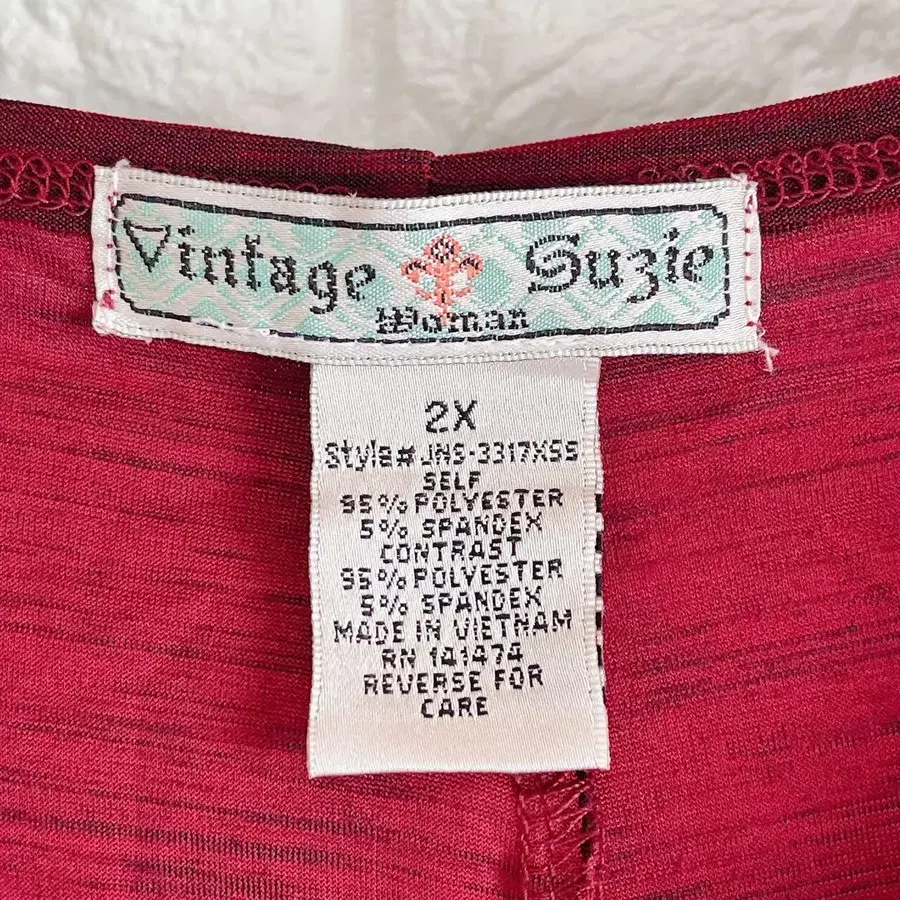 Vintage Suzie
Woman
2X
Style# JNS-3317XSS
SELF
95% POLYESTER
5% SPANDEX
CONTRAST
95% POLYESTER
5% SPANDEX
MADE IN VIETNAM
RN 141474
REVERSE FOR
CARE